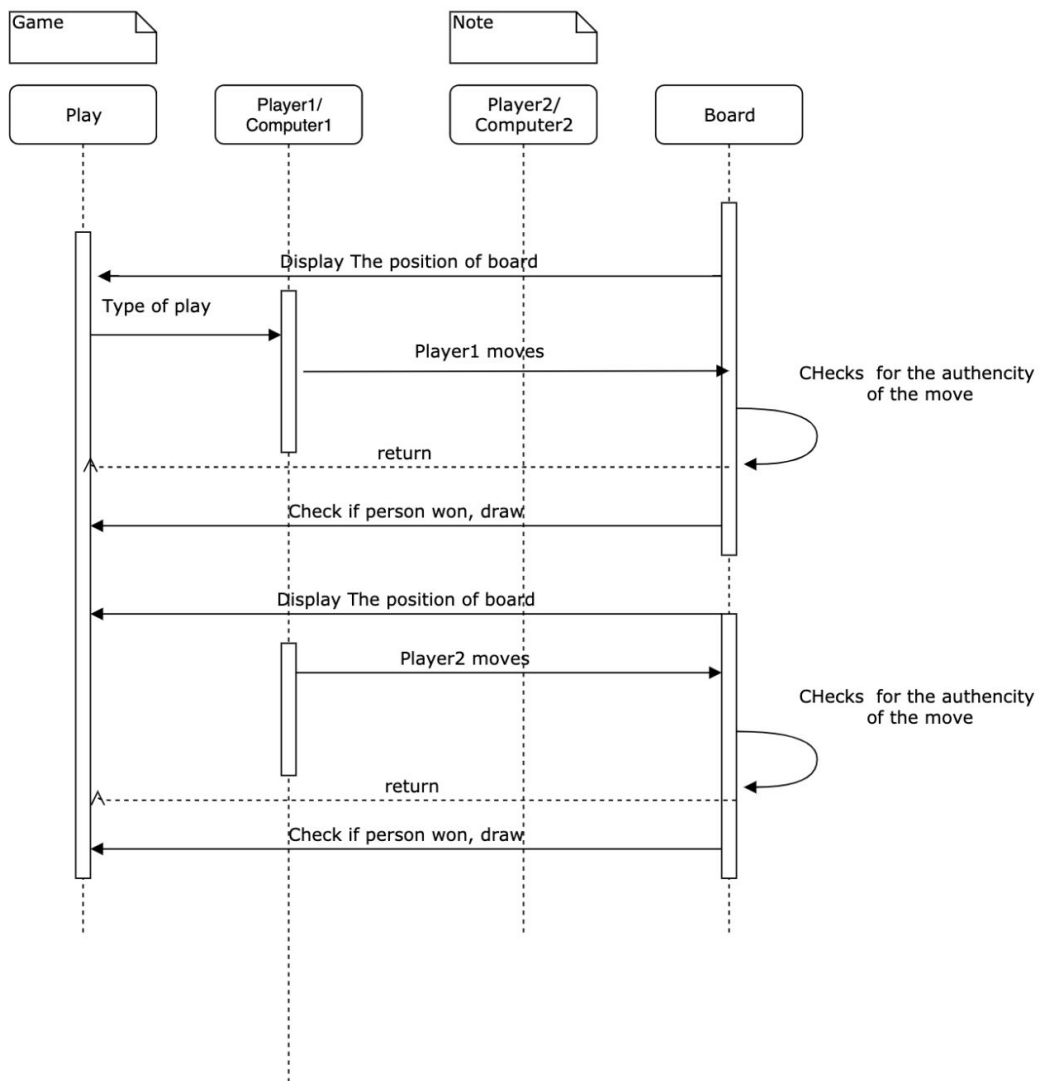 Game
Note
Play
Player1/
Computer1
Player2/
Computer2
Board
Display The position of board
Type of play
Player1 moves
CHecks for the authencity
of the move
return
Check if person won, draw
Display The position of board
Player2 moves
CHecks for the authencity
of the move
return
Check if person won, draw